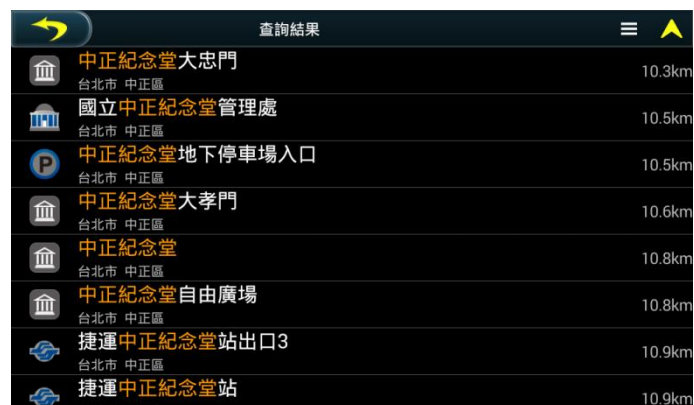 查詢結果
中正紀念堂大忠門
台北市 中正區
10.3km
國立中正紀念堂管理處
台北市 中正區
10.5km
P
中正紀念堂地下停車場入口
台北市 中正區
10.5km
中正紀念堂大孝門
台北市 中正區
10.6km
中正紀念堂
台北市 中正區
10.8km
中正紀念堂自由廣場
台北市 中正區
10.8km
捷運中正紀念堂站出口3
台北市 中正區
10.9km
捷運中正紀念堂站
10.9km